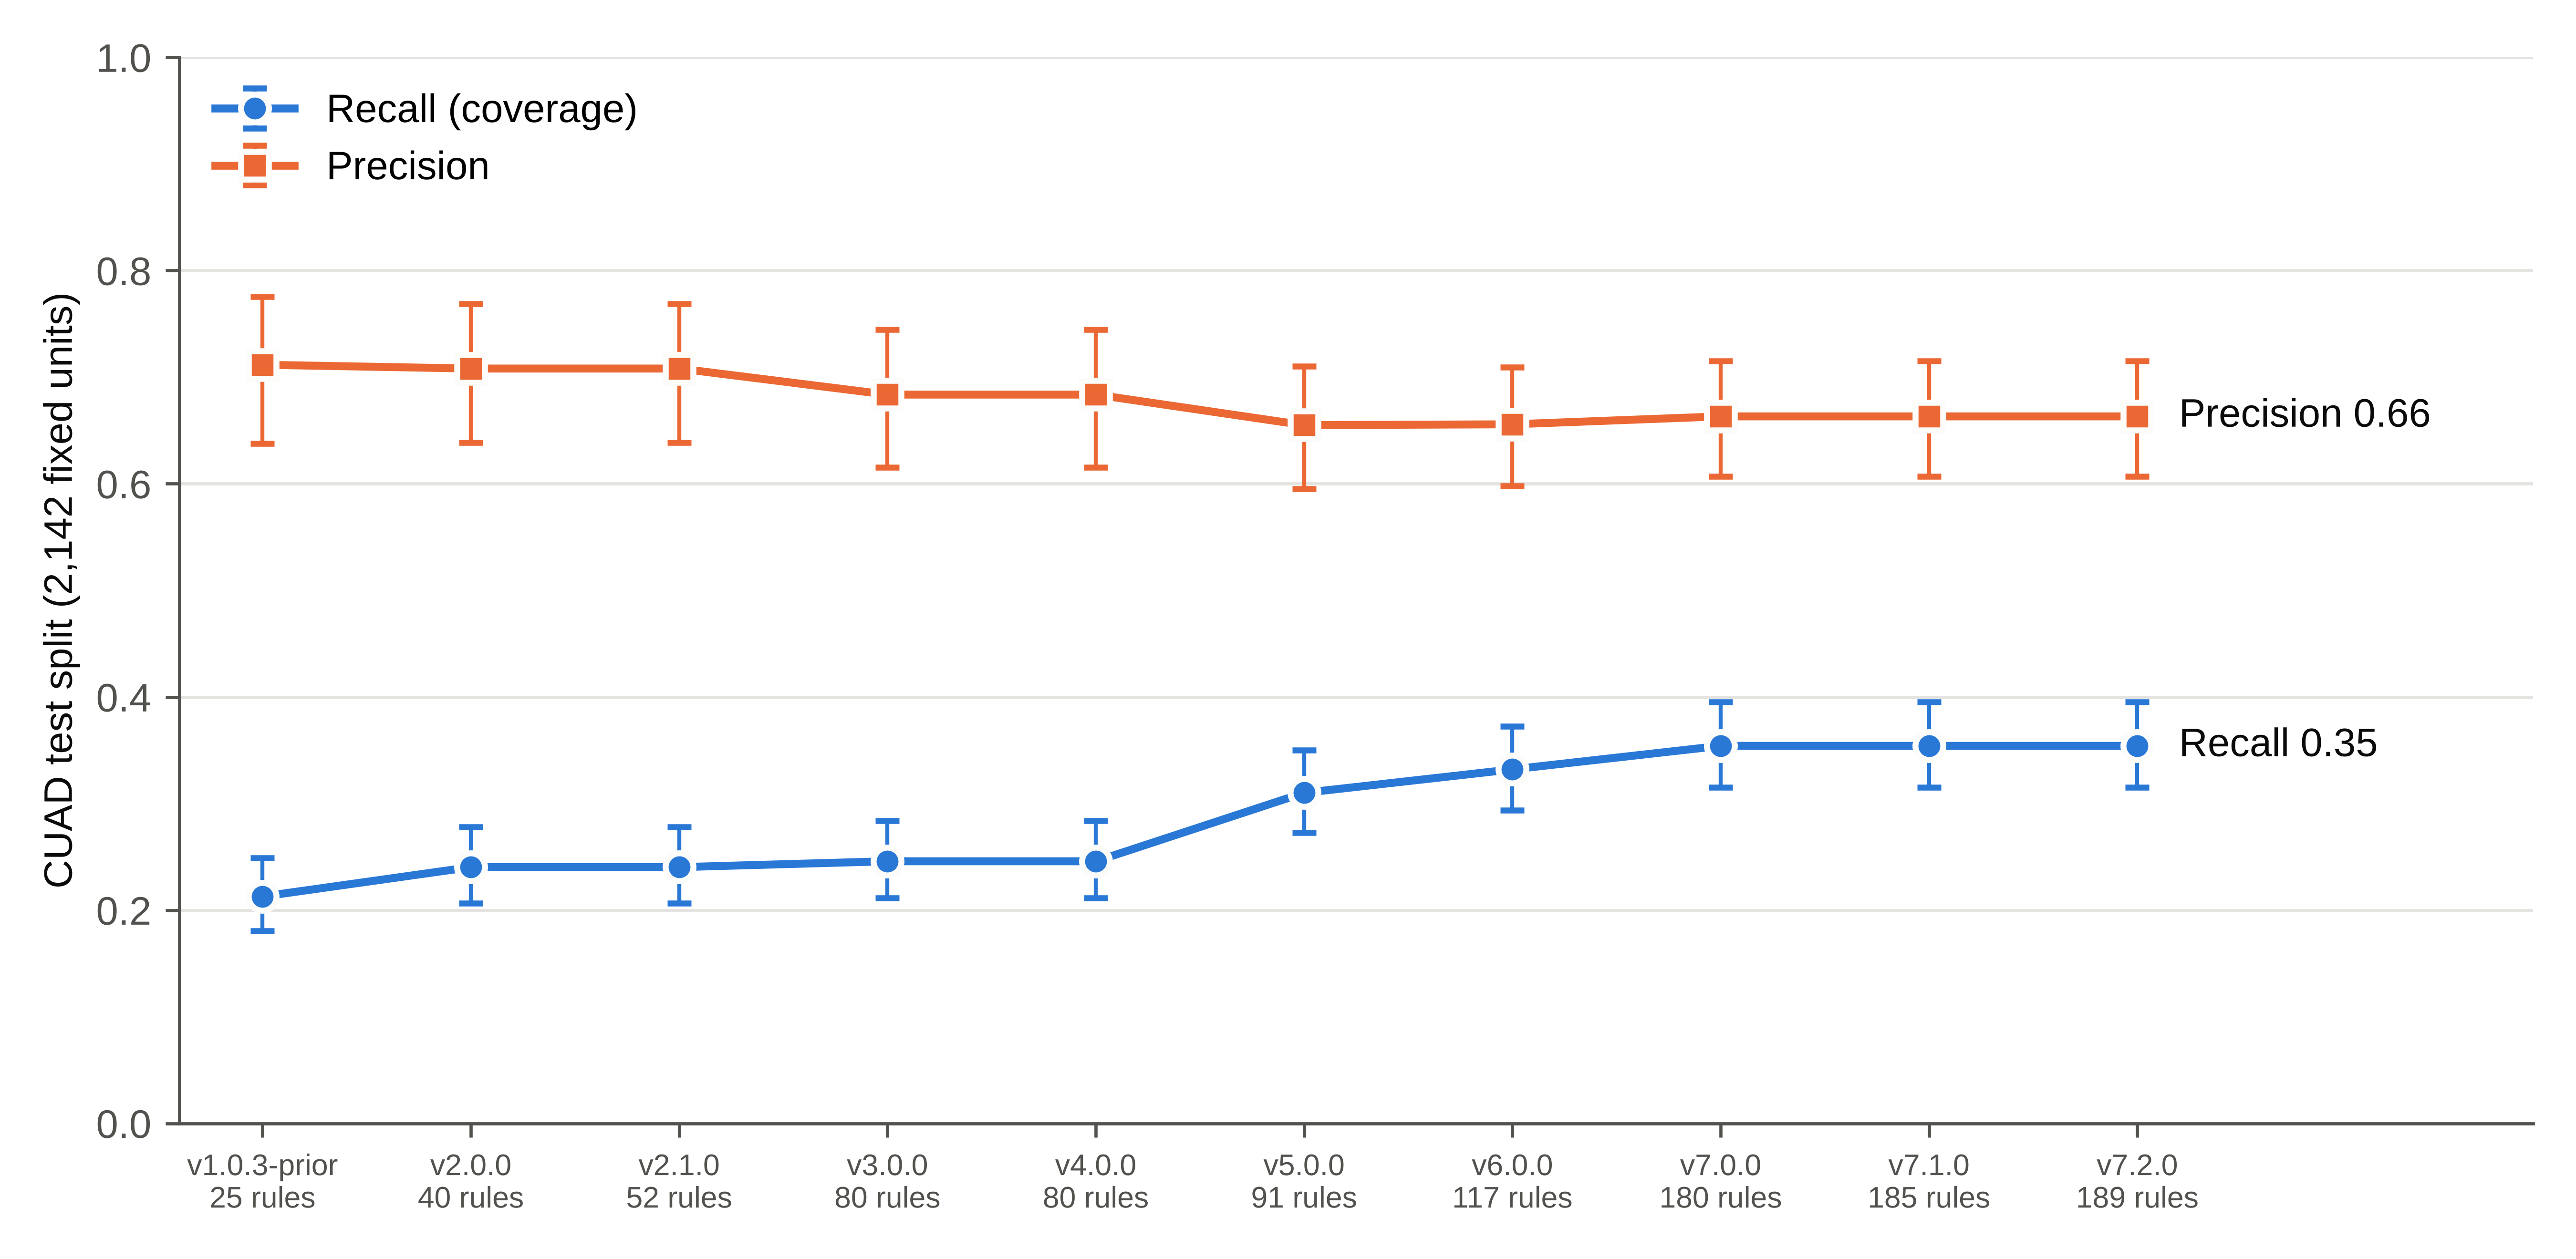 1.0
Recall (coverage)
Precision
0.8
0.6
0.4
0.2
0.0
CUAD test split (2,142 fixed units)
Precision 0.66
Recall 0.35
v1.0.3-prior
25 rules
v2.0.0
40 rules
v2.1.0
52 rules
v3.0.0
80 rules
v4.0.0
80 rules
v5.0.0
91 rules
v6.0.0
117 rules
v7.0.0
180 rules
v7.1.0
185 rules
v7.2.0
189 rules